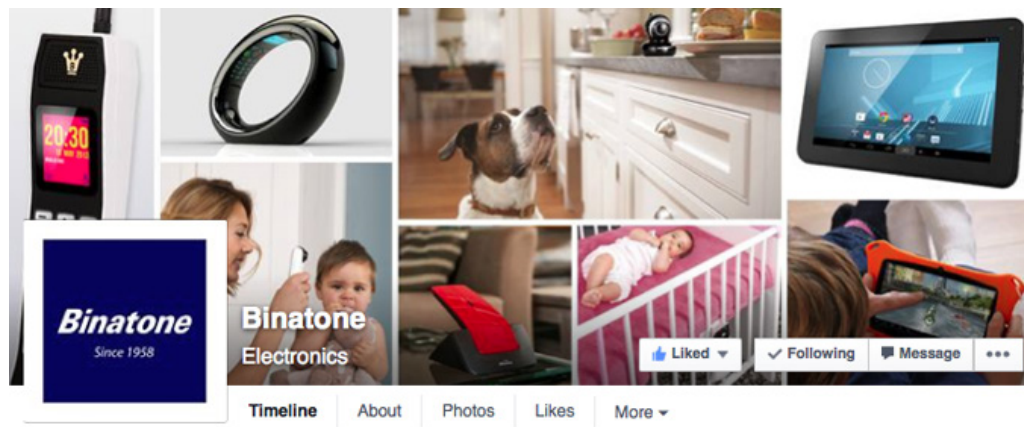 20:30
Binatone
Since 1958
Binatone
Electronics
Liked
Following
Message
Timeline
About
Photos
Likes
More